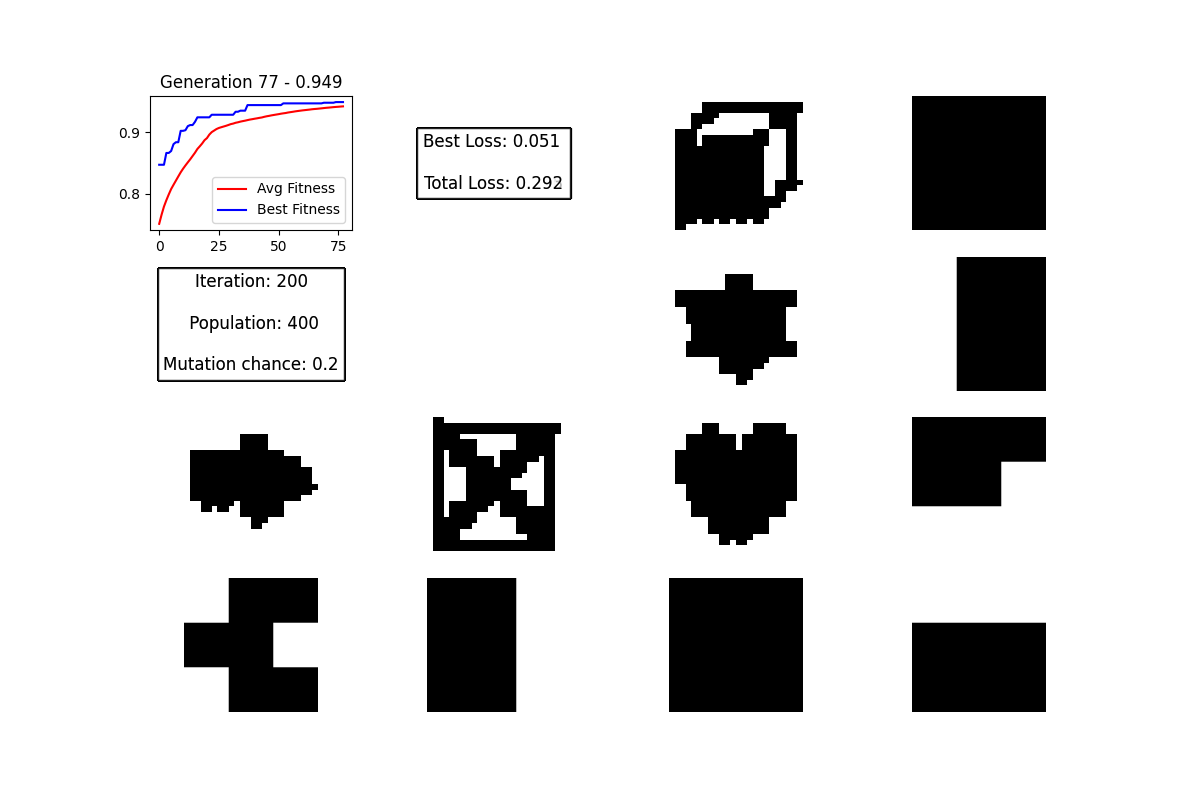 Generation 77 - 0.949
0.9
0.8
Avg Fitness
Best Fitness
0
25
50
75
Best Loss: 0.051
Total Loss: 0.292
Iteration: 200
Population: 400
Mutation chance: 0.2